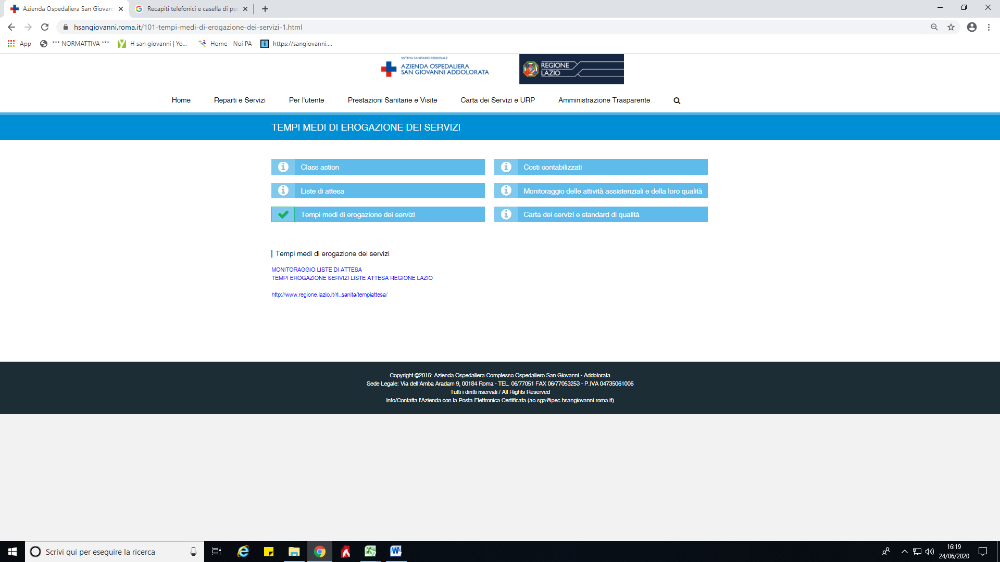 Azienda Ospedaliera San Giovan
Recapiti telefonici e casella di po
hsangiovanni.roma.it/101-tempi-medi-di-erogazione-dei-servizi-1.html
App
*** NORMATTIVA ***
H san giovanni | Yo...
Home - Noi PA
https://sangiovanni....
SISTEMA SANITARIO REGIONALE
AZIENDA OSPEDALIERA
SAN GIOVANNI ADDOLORATA
REGIONE
LAZIO
Home
Reparti e Servizi
Per l'utente
Prestazioni Sanitarie e Visite
Carta dei Servizi e URP
Amministrazione Trasparente
TEMPI MEDI DI EROGAZIONE DEI SERVIZI
Class action
Costi contabilizzati
Liste di attesa
Monitoraggio delle attività assistenziali e della loro qualità
Tempi medi di erogazione dei servizi
Carta dei servizi e standard di qualità
Tempi medi di erogazione dei servizi
MONITORAGGIO LISTE DI ATTESA
TEMPI EROGAZIONE SERVIZI LISTE ATTESA REGIONE LAZIO
http://www.regione.lazio.it/rl_sanita/tempiattesa/
Copyright ©2015: Azienda Ospedaliera Complesso Ospedaliero San Giovanni - Addolorata
Sede Legale: Via dell'Amba Aradam 9, 00184 Roma - TEL. 06/77051 FAX 06/77053253 - P.IVA 04735061006
Tutti i diritti riservati / All Rights Reserved
Info/Contatta l'Azienda con la Posta Elettronica Certificata (ao.sga@pec.hsangiovanni.roma.it)
Scrivi qui per eseguire la ricerca
16:19
24/06/2020